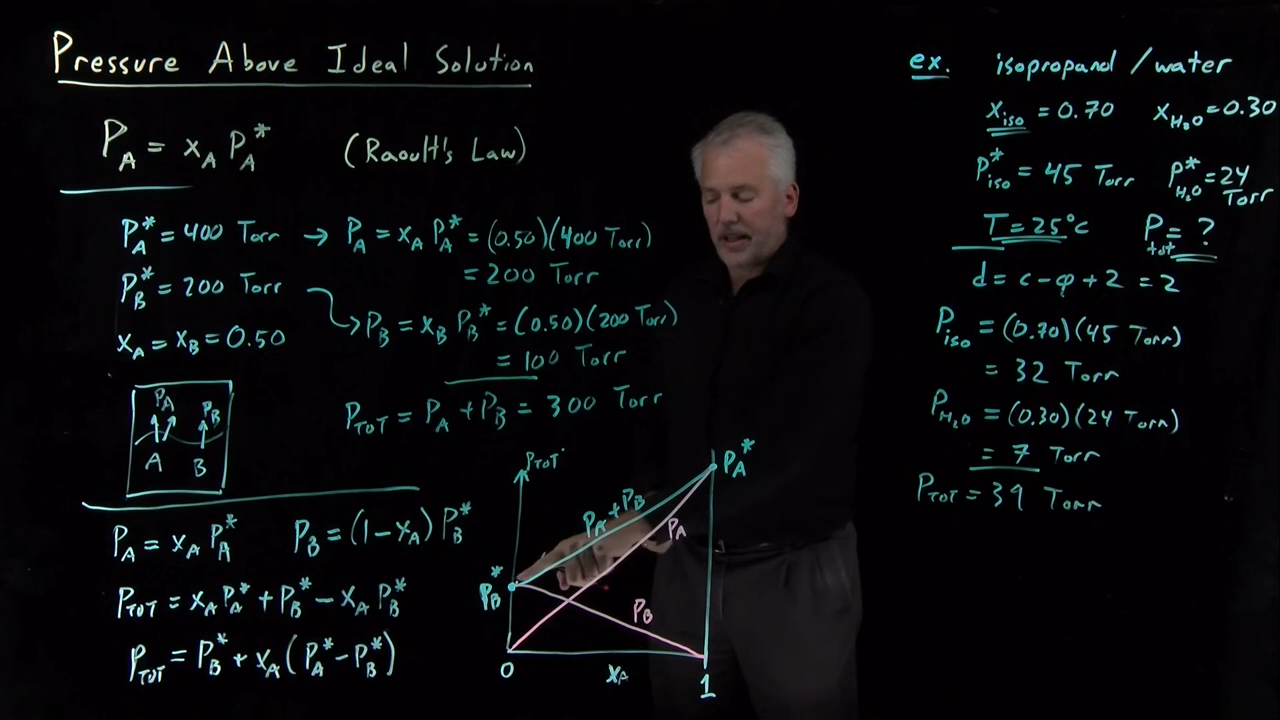 Pressure Above Ideal Solution
P_A = x_A P_A^* (Raoult's Law)
P_A^* = 400 Torr → P_A = x_A P_A^* = (0.50)(400 Torr)
= 200 Torr
P_B^* = 200 Torr → P_B = x_B P_B^* = (0.50)(200 Torr)
= 100 Torr
x_A = x_B = 0.50
P_TOT = P_A + P_B = 300 Torr
P_A P_B
A B
P_A = x_A P_A^* P_B = (1-x_A) P_B^*
P_TOT = x_A P_A^* + P_B^* - x_A P_B^*
P_TOT = P_B^* + x_A (P_A^* - P_B^*)
P_TOT
P_A^*
P_A + P_B
P_A
P_B^*
P_B
0 x_A 1
ex. isopropanol / water
x_iso = 0.70 x_H2O = 0.30
P_iso^* = 45 Torr P_H2O^* = 24 Torr
T = 25°C P_tot = ?
d = c - φ + 2 = 2
P_iso = (0.70)(45 Torr)
= 32 Torr
P_H2O = (0.30)(24 Torr)
= 7 Torr
P_TOT = 39 Torr